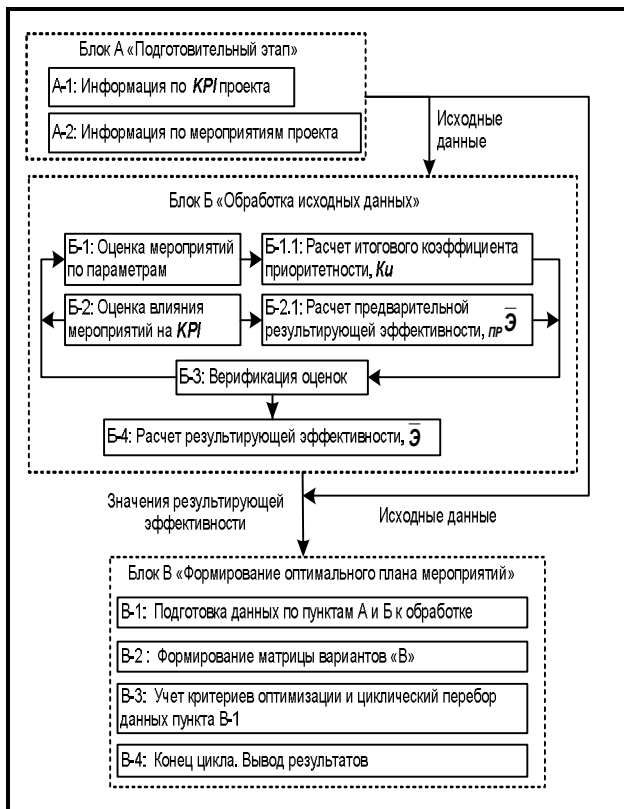 Блок А «Подготовительный этап»
А-1: Информация по KPI проекта
А-2: Информация по мероприятиям проекта
Исходные
данные
Блок Б «Обработка исходных данных»
Б-1: Оценка мероприятий
по параметрам
Б-1.1: Расчет итогового коэффициента
приоритетности, Ки
Б-2: Оценка влияния
мероприятий на KPI
Б-2.1: Расчет предварительной
результирующей эффективности, ПР Э̅
Б-3: Верификация оценок
Б-4: Расчет результирующей эффективности, Э̅
Значения результирующей
эффективности
Исходные данные
Блок В «Формирование оптимального плана мероприятий»
В-1: Подготовка данных по пунктам А и Б к обработке
В-2 : Формирование матрицы вариантов «В»
В-3: Учет критериев оптимизации и циклический перебор
данных пункта В-1
В-4: Конец цикла. Вывод результатов